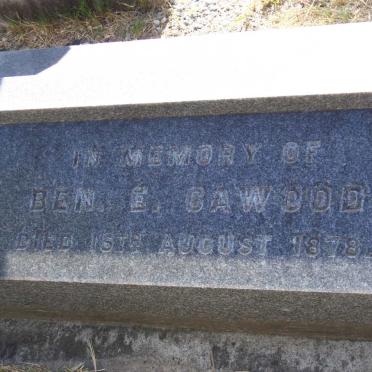 IN MEMORY OF
BEN. E. CAWOOD
DIED 15TH AUGUST 1878.